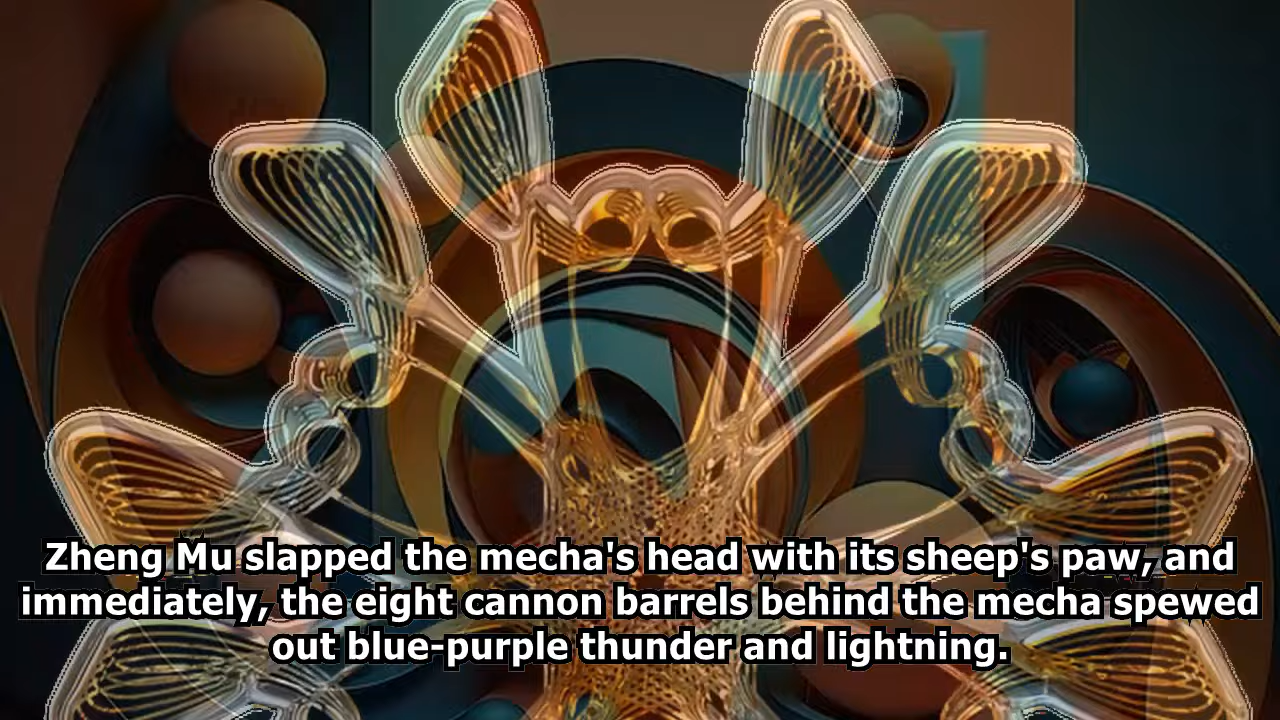 Zheng Mu slapped the mecha's head with its sheep's paw, and
immediately, the eight cannon barrels behind the mecha spewed
out blue-purple thunder and lightning.